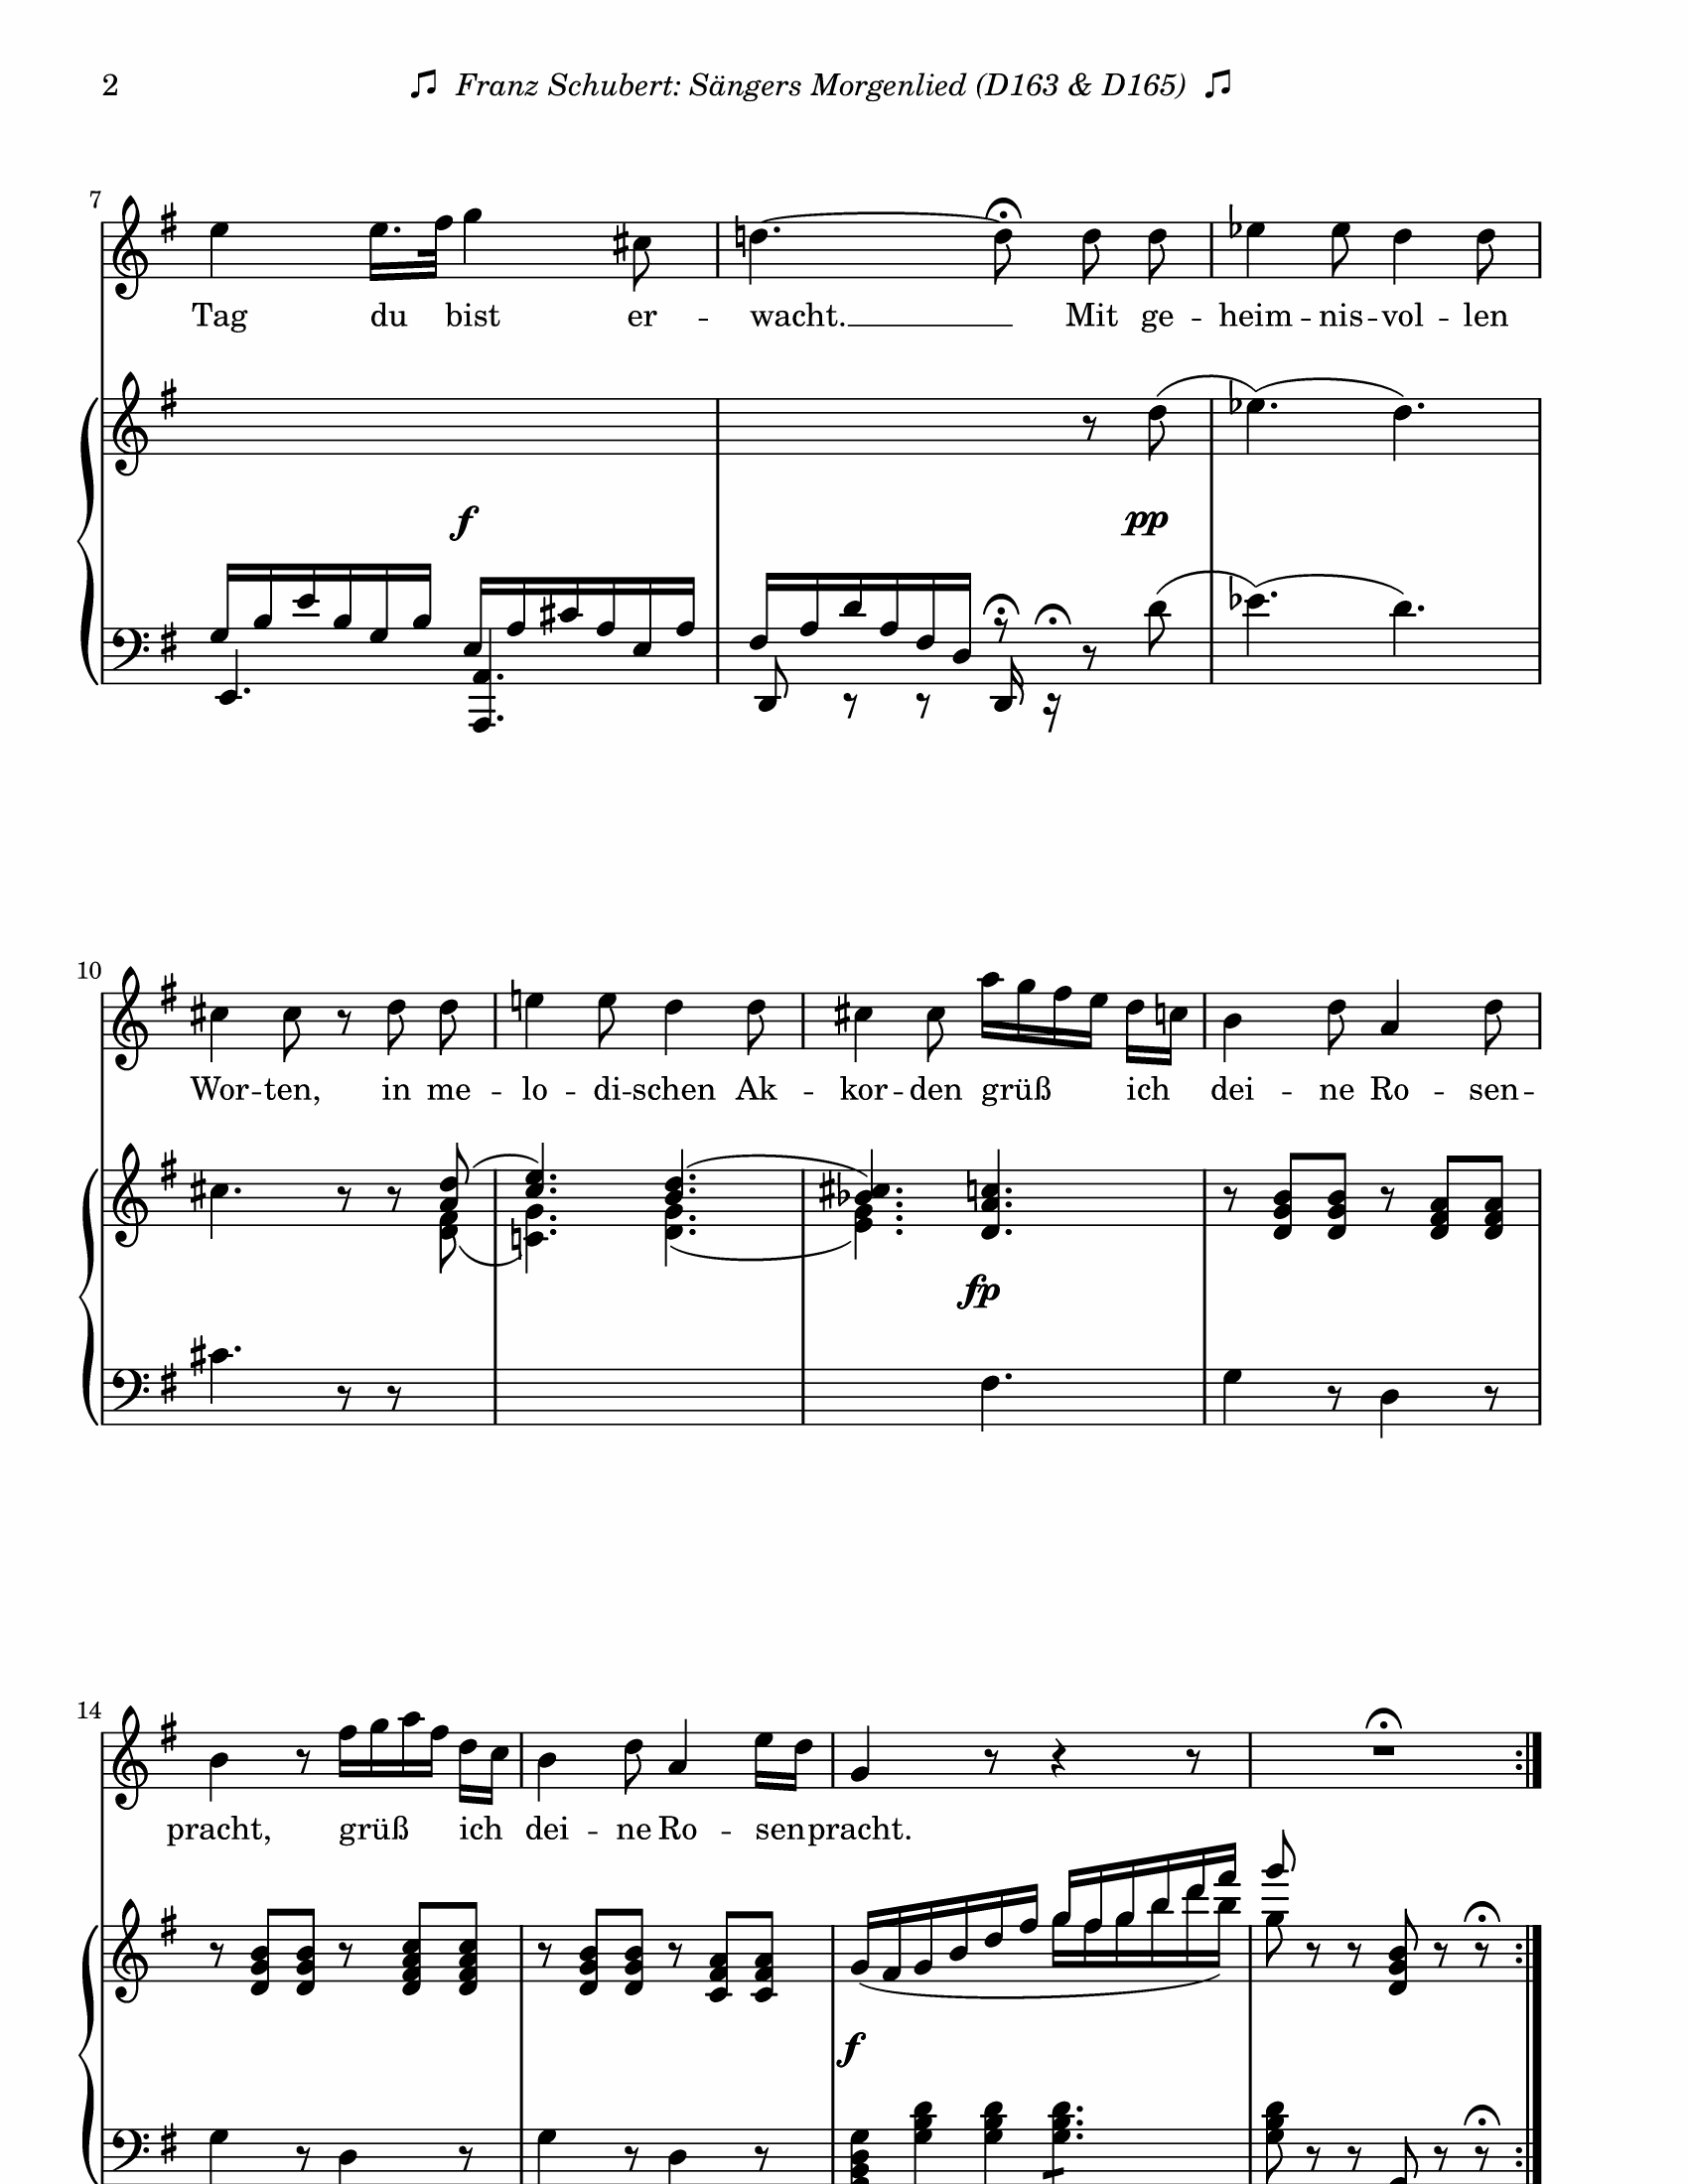 2 Franz Schubert: Sängers Morgenlied (D163 & D165)
7
Tag du bist er - wacht. __ Mit ge - heim - nis - vol - len
f pp
10
Wor - ten, in me - lo - di - schen Ak - kor - den grüß ich dei - ne Ro - sen -
fp
14
pracht, grüß ich dei - ne Ro - sen pracht.
f